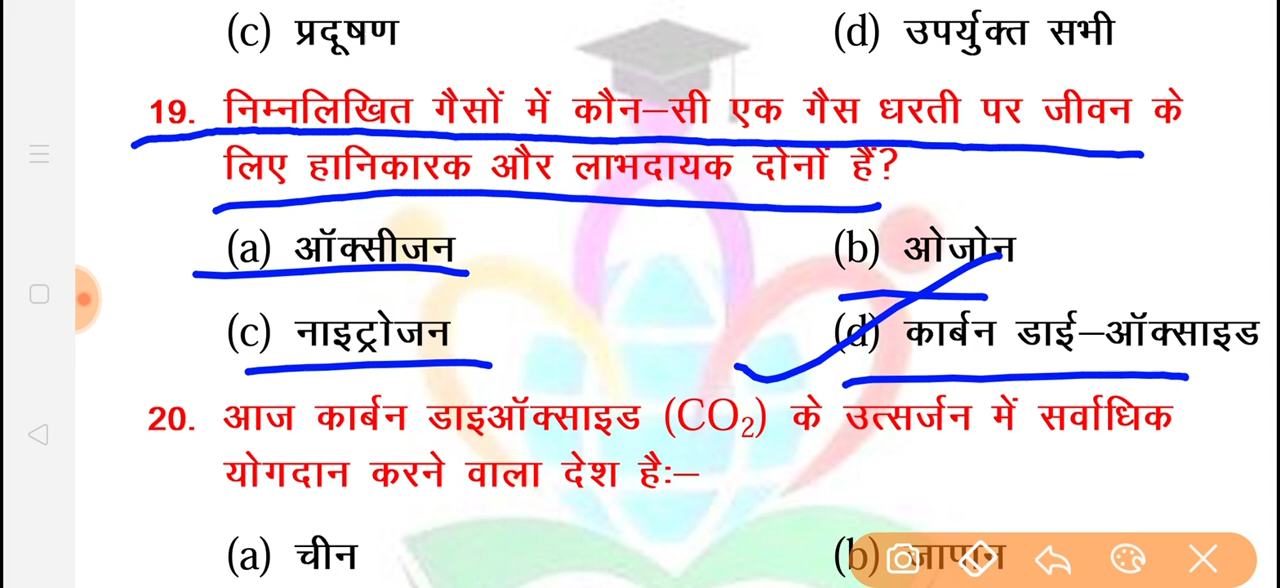 (c) प्रदूषण (d) उपर्युक्त सभी
19. निम्नलिखित गैसों में कौन–सी एक गैस धरती पर जीवन के
लिए हानिकारक और लाभदायक दोनों हैं?
(a) ऑक्सीजन (b) ओजोन
(c) नाइट्रोजन (d) कार्बन डाई–ऑक्साइड
20. आज कार्बन डाइऑक्साइड (CO₂) के उत्सर्जन में सर्वाधिक
योगदान करने वाला देश है:–
(a) चीन (b) जापान